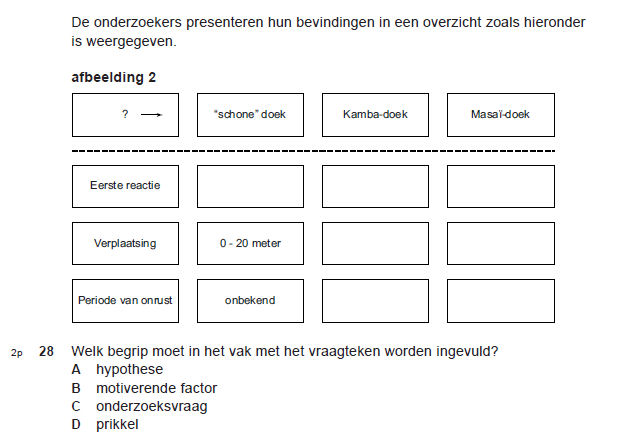 De onderzoekers presenteren hun bevindingen in een overzicht zoals hieronder
is weergegeven.
afbeelding 2
? → "schone" doek Kamba-doek Masaï-doek
Eerste reactie
Verplaatsing 0 - 20 meter
Periode van onrust onbekend
2p 28 Welk begrip moet in het vak met het vraagteken worden ingevuld?
A hypothese
B motiverende factor
C onderzoeksvraag
D prikkel